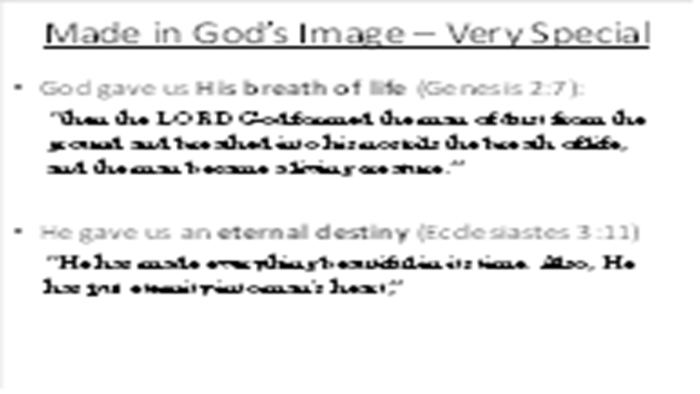 Made in God's Image – Very Special
• God gave us His breath of life (Genesis 2:7):
"then the LORD God formed the man of dust from the
ground and breathed into his nostrils the breath of life,
and the man became a living creature."
• He gave us an eternal destiny (Ecclesiastes 3:11)
"He has made everything beautiful in its time. Also, He
has put eternity into man's heart,"